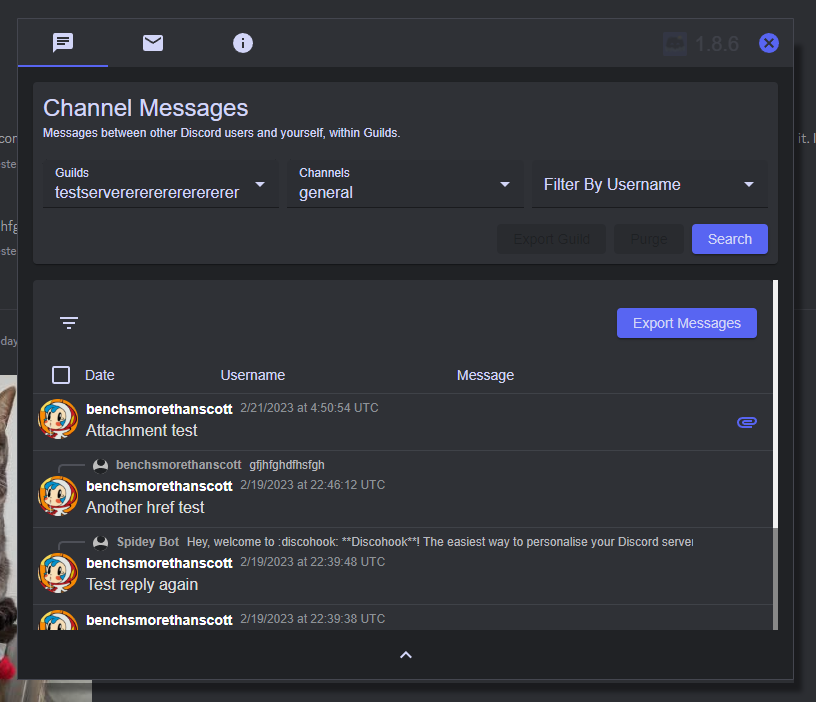 1.8.6
Channel Messages
Messages between other Discord users and yourself, within Guilds.
Guilds
testserverererererererer
Channels
general
Filter By Username
Export Guild
Purge
Search
Export Messages
Date Username Message
benchsmorethanscott 2/21/2023 at 4:50:54 UTC
Attachment test
benchsmorethanscott gfjhfghdfhsfgh
benchsmorethanscott 2/19/2023 at 22:46:12 UTC
Another href test
Spidey Bot Hey, welcome to :discohook: **Discohook**! The easiest way to personalise your Discord server
benchsmorethanscott 2/19/2023 at 22:39:48 UTC
Test reply again
benchsmorethanscott 2/19/2023 at 22:39:38 UTC